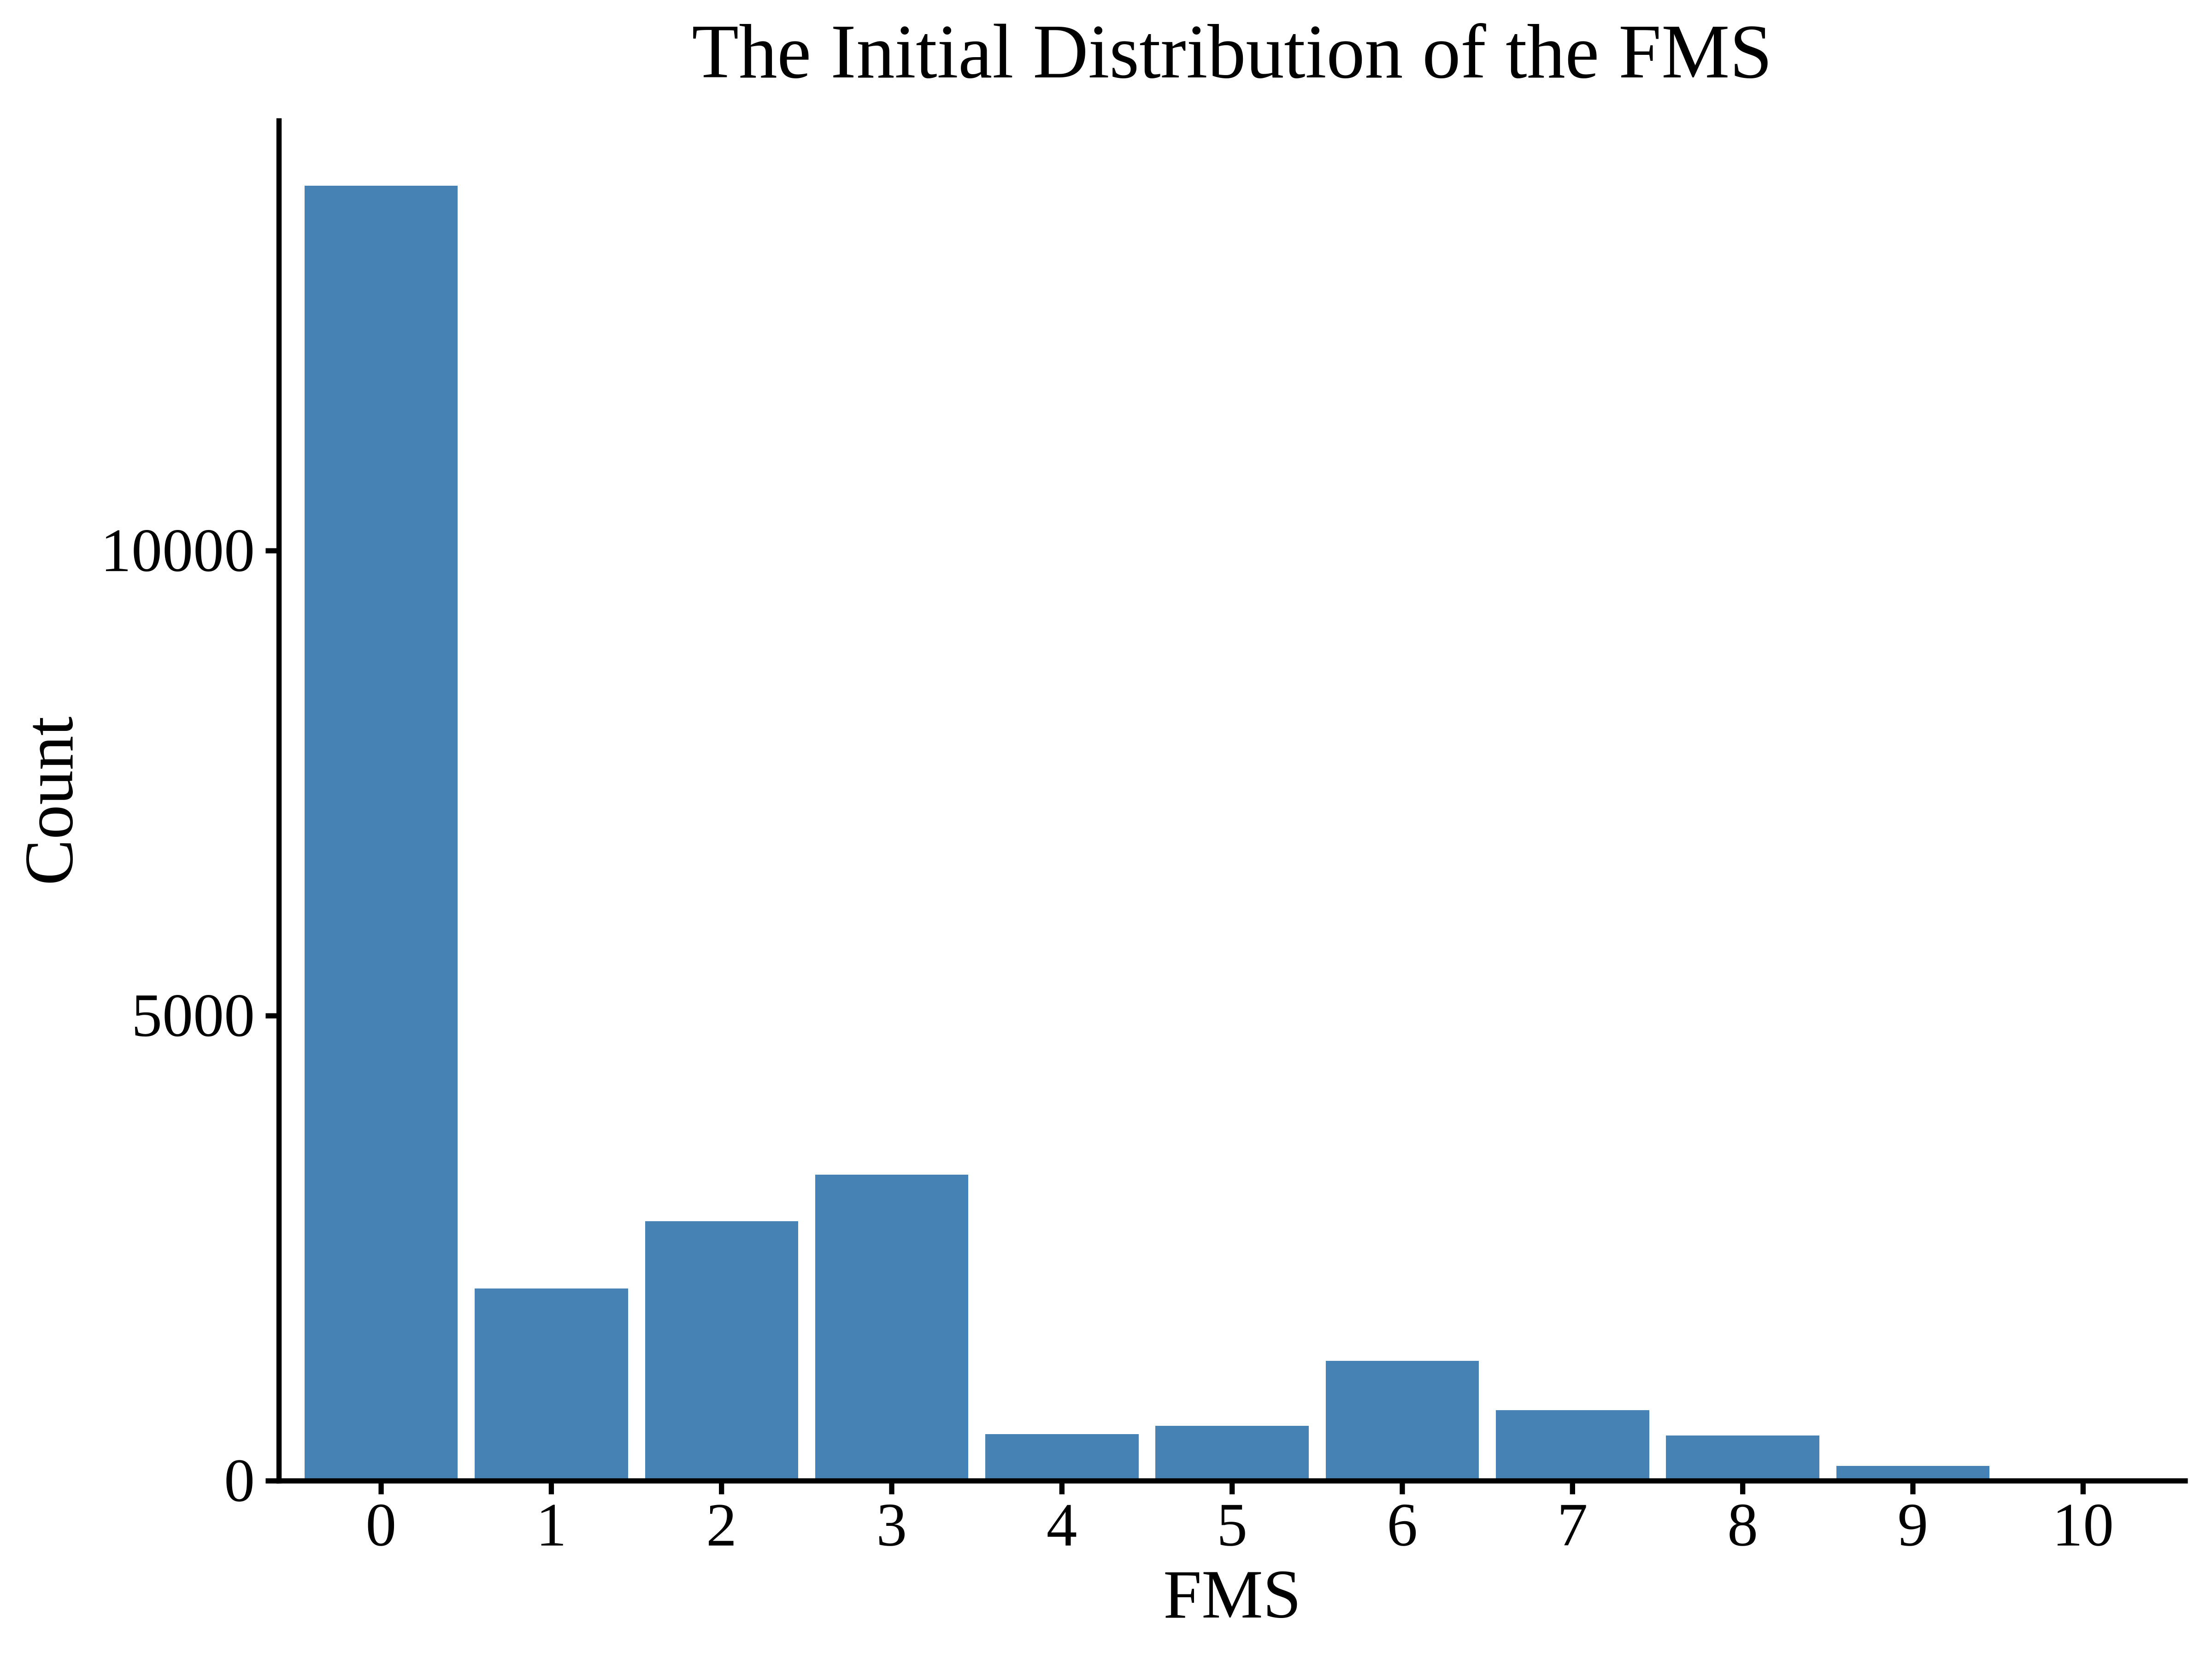 The Initial Distribution of the FMS
Count
10000
5000
0
0 1 2 3 4 5 6 7 8 9 10
FMS